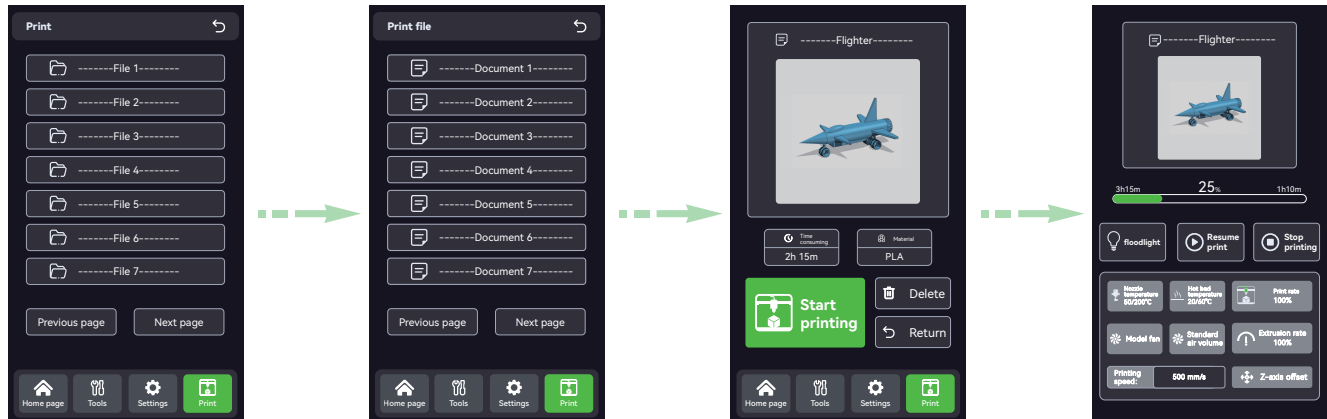 Print
-------File 1--------
-------File 2--------
-------File 3--------
-------File 4--------
-------File 5--------
-------File 6--------
-------File 7--------
Previous page
Next page
Home page
Tools
Settings
Print
Print file
-------Document 1--------
-------Document 2--------
-------Document 3--------
-------Document 4--------
-------Document 5--------
-------Document 6--------
-------Document 7--------
Previous page
Next page
Home page
Tools
Settings
Print
-------Flighter--------
Time
consuming
2h 15m
Material
PLA
Start
printing
Delete
Return
Home page
Tools
Settings
Print
-------Flighter--------
3h15m
25%
1h10m
floodlight
Resume
print
Stop
printing
Nozzle
temperature
60/200°C
Hot bed
temperature
20/60°C
Print rate
100%
Model fan
Standard
air volume
Extrusion rate
100%
Printing
speed:
500 mm/s
Z-axis offset